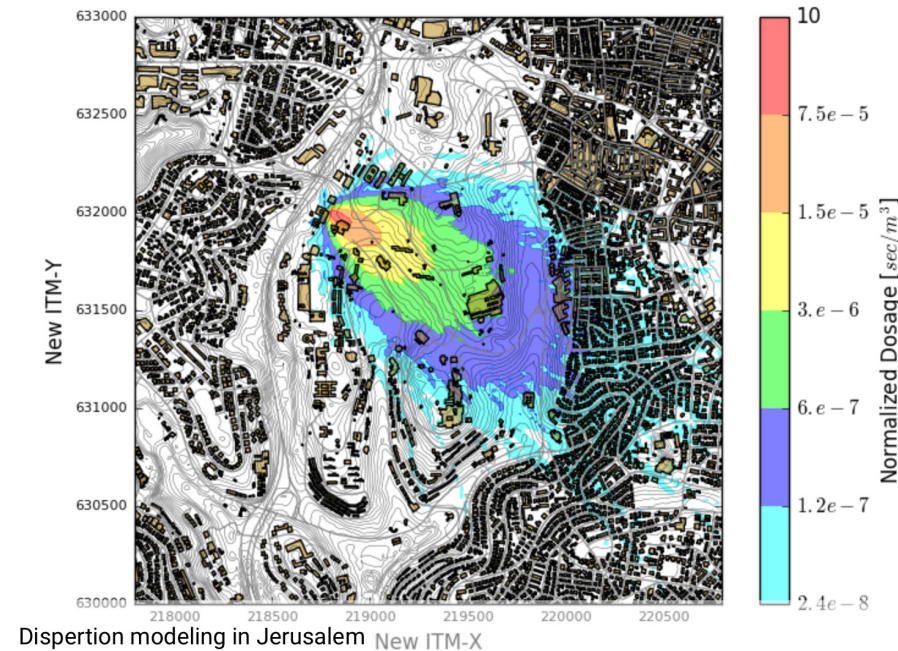 633000
632500
632000
631500
631000
630500
630000
New ITM-Y
218000 218500 219000 219500 220000 220500
New ITM-X
10
7.5e−5
1.5e−5
3.e−6
6.e−7
1.2e−7
2.4e−8
Normalized Dosage [sec/m³]
Dispertion modeling in Jerusalem